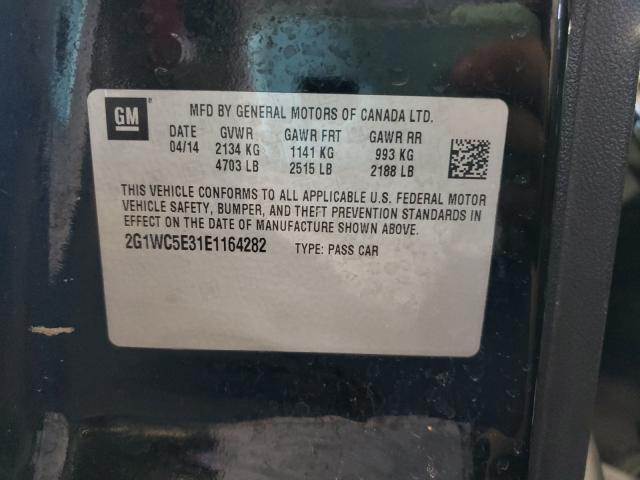 GM
MFD BY GENERAL MOTORS OF CANADA LTD.
DATE GVWR GAWR FRT GAWR RR
04/14 2134 KG 1141 KG 993 KG
4703 LB 2515 LB 2188 LB
THIS VEHICLE CONFORMS TO ALL APPLICABLE U.S. FEDERAL MOTOR
VEHICLE SAFETY, BUMPER, AND THEFT PREVENTION STANDARDS IN
EFFECT ON THE DATE OF MANUFACTURE SHOWN ABOVE.
2G1WC5E31E1164282 TYPE: PASS CAR